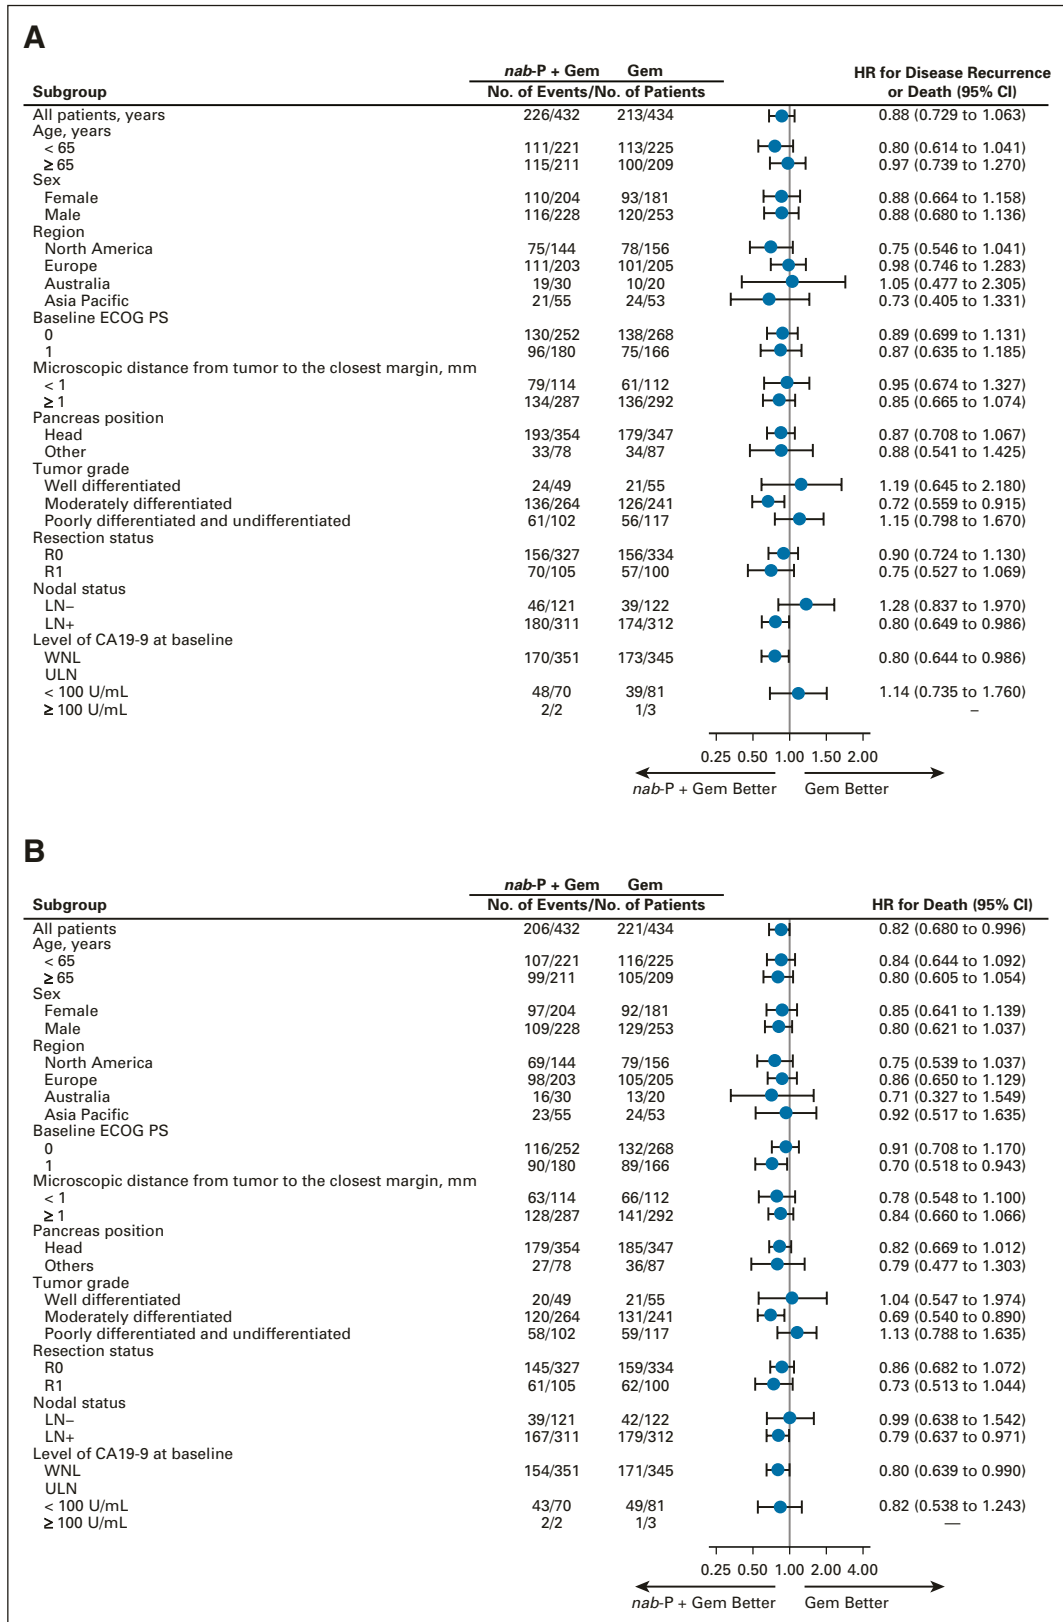 A
nab-P + Gem Gem HR for Disease Recurrence
Subgroup No. of Events/No. of Patients or Death (95% CI)
All patients, years 226/432 213/434 0.88 (0.729 to 1.063)
Age, years
< 65 111/221 113/225 0.80 (0.614 to 1.041)
≥ 65 115/211 100/209 0.97 (0.739 to 1.270)
Sex
Female 110/204 93/181 0.88 (0.664 to 1.158)
Male 116/228 120/253 0.88 (0.680 to 1.136)
Region
North America 75/144 78/156 0.75 (0.546 to 1.041)
Europe 111/203 101/205 0.98 (0.746 to 1.283)
Australia 19/30 10/20 1.05 (0.477 to 2.305)
Asia Pacific 21/55 24/53 0.73 (0.405 to 1.331)
Baseline ECOG PS
0 130/252 138/268 0.89 (0.699 to 1.131)
1 96/180 75/166 0.87 (0.635 to 1.185)
Microscopic distance from tumor to the closest margin, mm
< 1 79/114 61/112 0.95 (0.674 to 1.327)
≥ 1 134/287 136/292 0.85 (0.665 to 1.074)
Pancreas position
Head 193/354 179/347 0.87 (0.708 to 1.067)
Other 33/78 34/87 0.88 (0.541 to 1.425)
Tumor grade
Well differentiated 24/49 21/55 1.19 (0.645 to 2.180)
Moderately differentiated 136/264 126/241 0.72 (0.559 to 0.915)
Poorly differentiated and undifferentiated 61/102 56/117 1.15 (0.798 to 1.670)
Resection status
R0 156/327 156/334 0.90 (0.724 to 1.130)
R1 70/105 57/100 0.75 (0.527 to 1.069)
Nodal status
LN− 46/121 39/122 1.28 (0.837 to 1.970)
LN+ 180/311 174/312 0.80 (0.649 to 0.986)
Level of CA19-9 at baseline
WNL 170/351 173/345 0.80 (0.644 to 0.986)
ULN
< 100 U/mL 48/70 39/81 1.14 (0.735 to 1.760)
≥ 100 U/mL 2/2 1/3 –
0.25 0.50 1.00 1.50 2.00
nab-P + Gem Better Gem Better
B
nab-P + Gem Gem
Subgroup No. of Events/No. of Patients HR for Death (95% CI)
All patients 206/432 221/434 0.82 (0.680 to 0.996)
Age, years
< 65 107/221 116/225 0.84 (0.644 to 1.092)
≥ 65 99/211 105/209 0.80 (0.605 to 1.054)
Sex
Female 97/204 92/181 0.85 (0.641 to 1.139)
Male 109/228 129/253 0.80 (0.621 to 1.037)
Region
North America 69/144 79/156 0.75 (0.539 to 1.037)
Europe 98/203 105/205 0.86 (0.650 to 1.129)
Australia 16/30 13/20 0.71 (0.327 to 1.549)
Asia Pacific 23/55 24/53 0.92 (0.517 to 1.635)
Baseline ECOG PS
0 116/252 132/268 0.91 (0.708 to 1.170)
1 90/180 89/166 0.70 (0.518 to 0.943)
Microscopic distance from tumor to the closest margin, mm
< 1 63/114 66/112 0.78 (0.548 to 1.100)
≥ 1 128/287 141/292 0.84 (0.660 to 1.066)
Pancreas position
Head 179/354 185/347 0.82 (0.669 to 1.012)
Others 27/78 36/87 0.79 (0.477 to 1.303)
Tumor grade
Well differentiated 20/49 21/55 1.04 (0.547 to 1.974)
Moderately differentiated 120/264 131/241 0.69 (0.540 to 0.890)
Poorly differentiated and undifferentiated 58/102 59/117 1.13 (0.788 to 1.635)
Resection status
R0 145/327 159/334 0.86 (0.682 to 1.072)
R1 61/105 62/100 0.73 (0.513 to 1.044)
Nodal status
LN− 39/121 42/122 0.99 (0.638 to 1.542)
LN+ 167/311 179/312 0.79 (0.637 to 0.971)
Level of CA19-9 at baseline
WNL 154/351 171/345 0.80 (0.639 to 0.990)
ULN
< 100 U/mL 43/70 49/81 0.82 (0.538 to 1.243)
≥ 100 U/mL 2/2 1/3 —
0.25 0.50 1.00 2.00 4.00
nab-P + Gem Better Gem Better